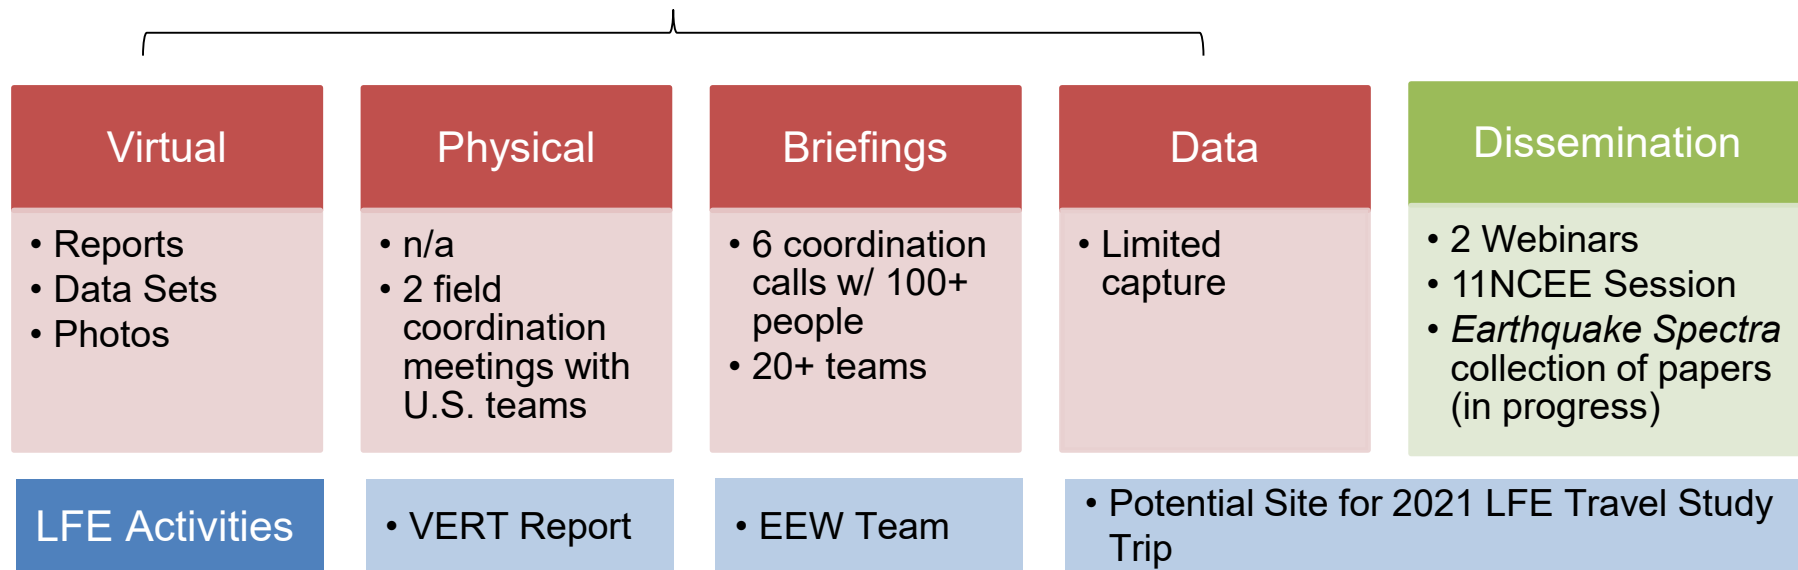 Virtual
• Reports
• Data Sets
• Photos
Physical
• n/a
• 2 field
coordination
meetings with
U.S. teams
Briefings
• 6 coordination
calls w/ 100+
people
• 20+ teams
Data
• Limited
capture
Dissemination
• 2 Webinars
• 11NCEE Session
• Earthquake Spectra
collection of papers
(in progress)
LFE Activities
• VERT Report
• EEW Team
• Potential Site for 2021 LFE Travel Study
Trip